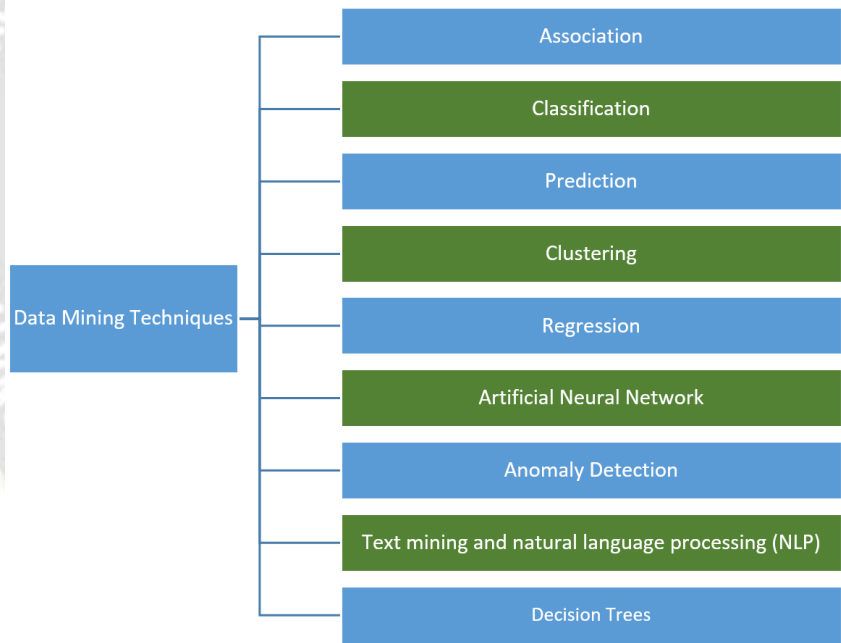 Association
Classification
Prediction
Clustering
Data Mining Techniques
Regression
Artificial Neural Network
Anomaly Detection
Text mining and natural language processing (NLP)
Decision Trees